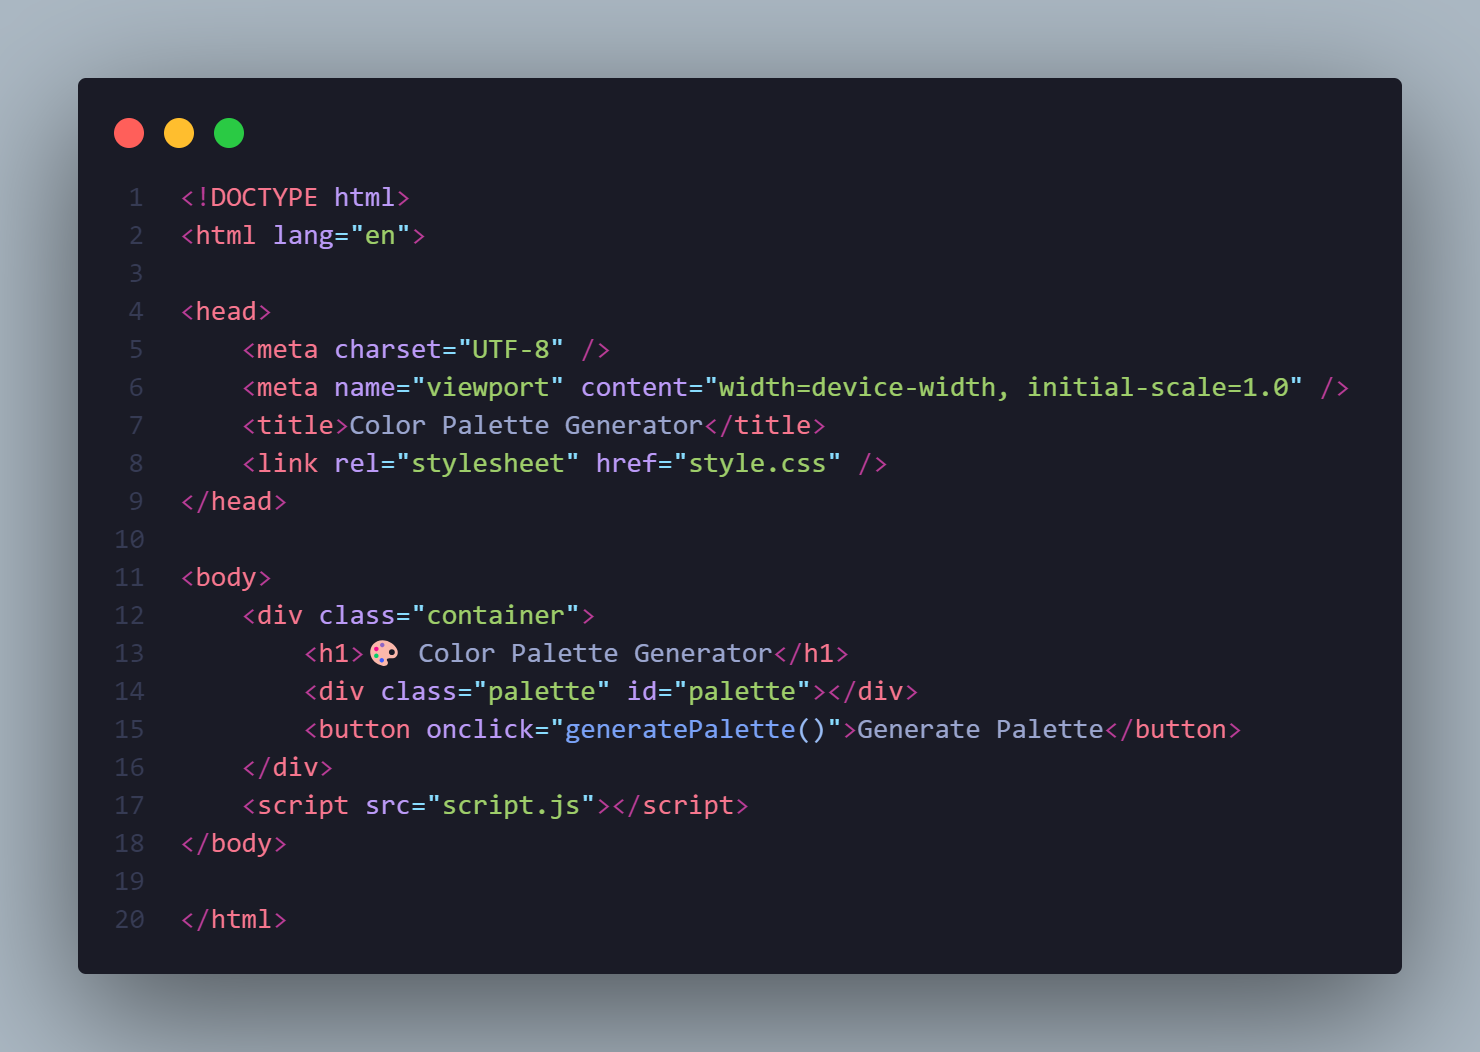 1 <!DOCTYPE html>
2 <html lang="en">
3
4 <head>
5     <meta charset="UTF-8" />
6     <meta name="viewport" content="width=device-width, initial-scale=1.0" />
7     <title>Color Palette Generator</title>
8     <link rel="stylesheet" href="style.css" />
9 </head>
10
11 <body>
12     <div class="container">
13         <h1>🎨 Color Palette Generator</h1>
14         <div class="palette" id="palette"></div>
15         <button onclick="generatePalette()">Generate Palette</button>
16     </div>
17     <script src="script.js"></script>
18 </body>
19
20 </html>